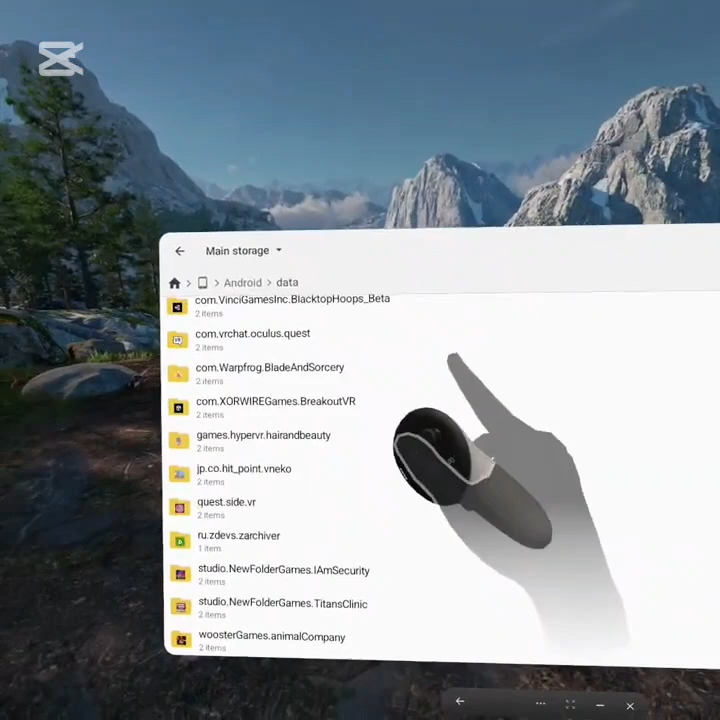 Main storage
Android > data
com.VinciGamesInc.BlacktopHoops_Beta
2 items
com.vrchat.oculus.quest
2 items
com.Warpfrog.BladeAndSorcery
2 items
com.XORWIREGames.BreakoutVR
2 items
games.hypervr.hairandbeauty
2 items
jp.co.hit_point.vneko
2 items
quest.side.vr
2 items
ru.zdevs.zarchiver
1 item
studio.NewFolderGames.IAmSecurity
2 items
studio.NewFolderGames.TitansClinic
2 items
woosterGames.animalCompany
2 items